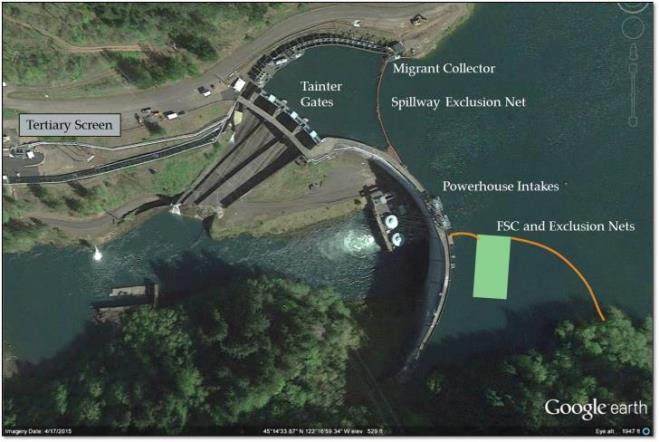 Migrant Collector
Tainter
Gates
Spillway Exclusion Net
Tertiary Screen
Powerhouse Intakes
FSC and Exclusion Nets
Google earth
Imagery Date: 4/17/2015
45°14'33.87" N 122°16'59.34" W elev 529 ft
Eye alt 1947 ft